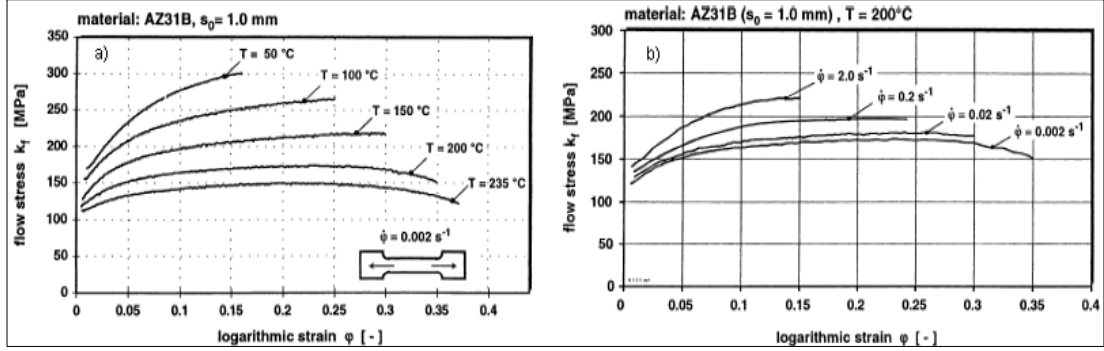 material: AZ31B, s₀= 1.0 mm
a)
350
300
250
200
150
100
50
0
flow stress k_f [MPa]
T = 50 °C
T = 100 °C
T = 150 °C
T = 200 °C
T = 235 °C
φ̇ = 0.002 s⁻¹
0 0.05 0.1 0.15 0.2 0.25 0.3 0.35 0.4
logarithmic strain φ [ - ]
material: AZ31B (s₀ = 1.0 mm) , T = 200°C
b)
300
250
200
150
100
50
0
flow stress k_f [MPa]
φ̇ = 2.0 s⁻¹
φ̇ = 0.2 s⁻¹
φ̇ = 0.02 s⁻¹
φ̇ = 0.002 s⁻¹
0 0.05 0.1 0.15 0.2 0.25 0.3 0.35 0.4
logarithmic strain φ [ - ]